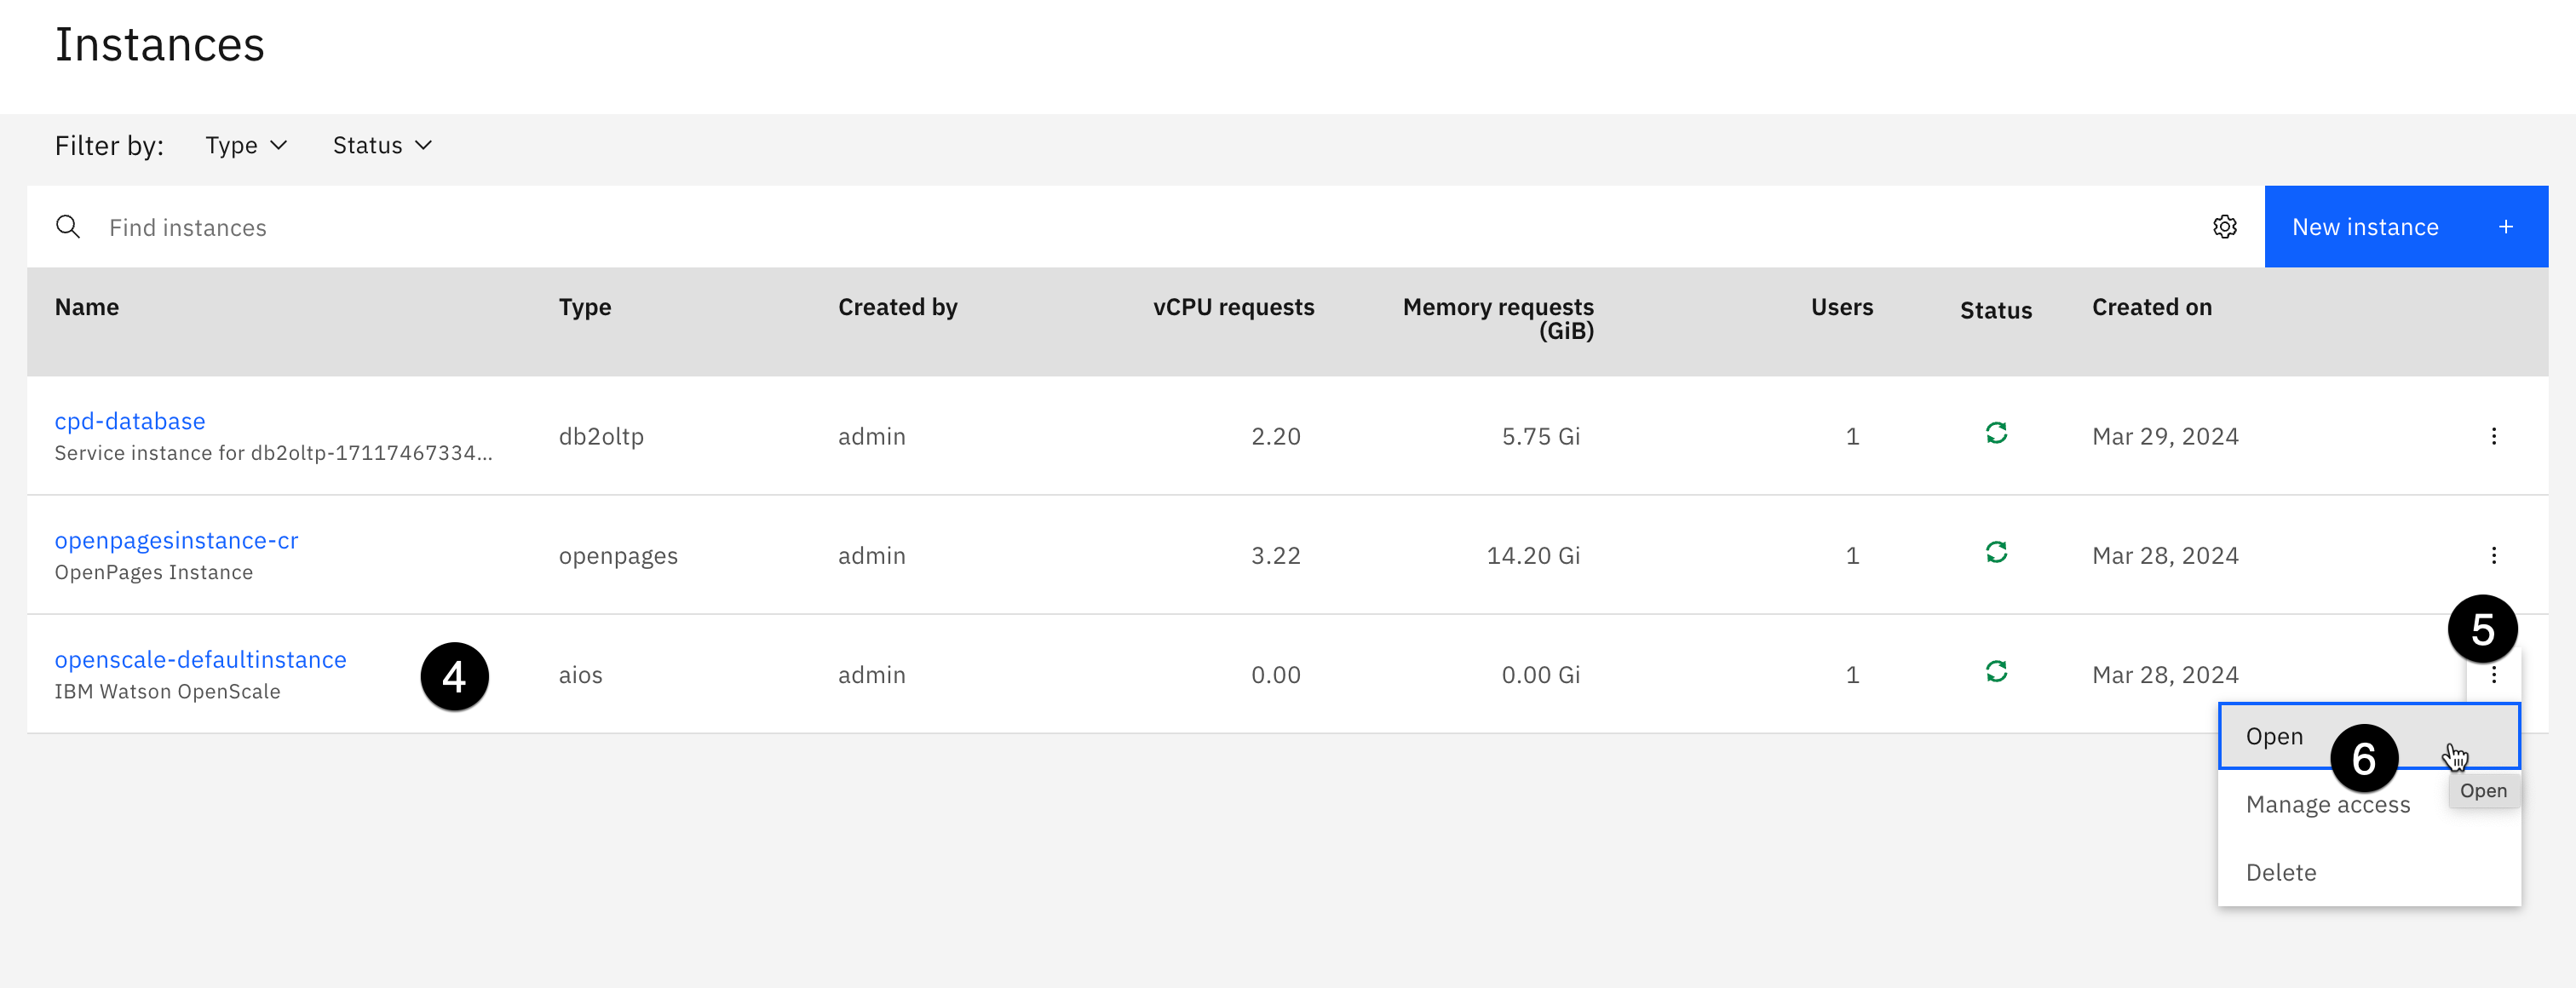 Instances
Filter by: Type Status
Find instances
New instance +
Name Type Created by vCPU requests Memory requests (GiB) Users Status Created on
cpd-database
Service instance for db2oltp-17117467334...
db2oltp admin 2.20 5.75 Gi 1 Mar 29, 2024
openpagesinstance-cr
OpenPages Instance
openpages admin 3.22 14.20 Gi 1 Mar 28, 2024
5
openscale-defaultinstance
IBM Watson OpenScale
4
aios admin 0.00 0.00 Gi 1 Mar 28, 2024
Open
6
Open
Manage access
Delete